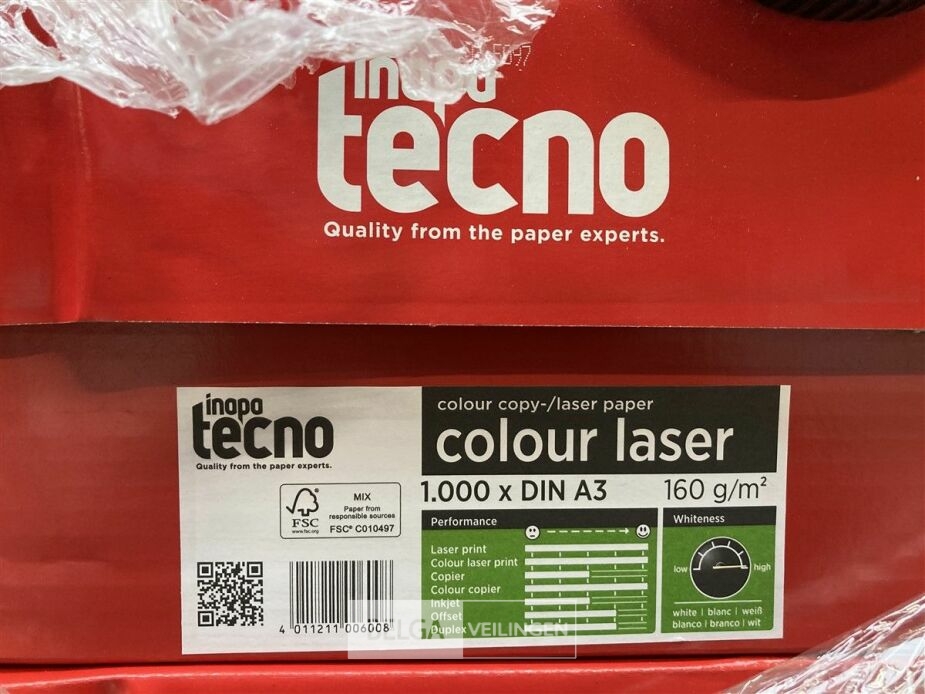 inapa
tecno
Quality from the paper experts.
inapa
tecno
Quality from the paper experts.
colour copy-/laser paper
colour laser
1.000 x DIN A3
160 g/m²
FSC
www.fsc.org
MIX
Paper from
responsible sources
FSC® C010497
Performance
Laser print
Colour laser print
Copier
Colour copier
Inkjet
Offset
Duplex
Whiteness
low
high
white | blanc | weiß
blanco | branco | wit
4 011211 006008
VEILINGEN